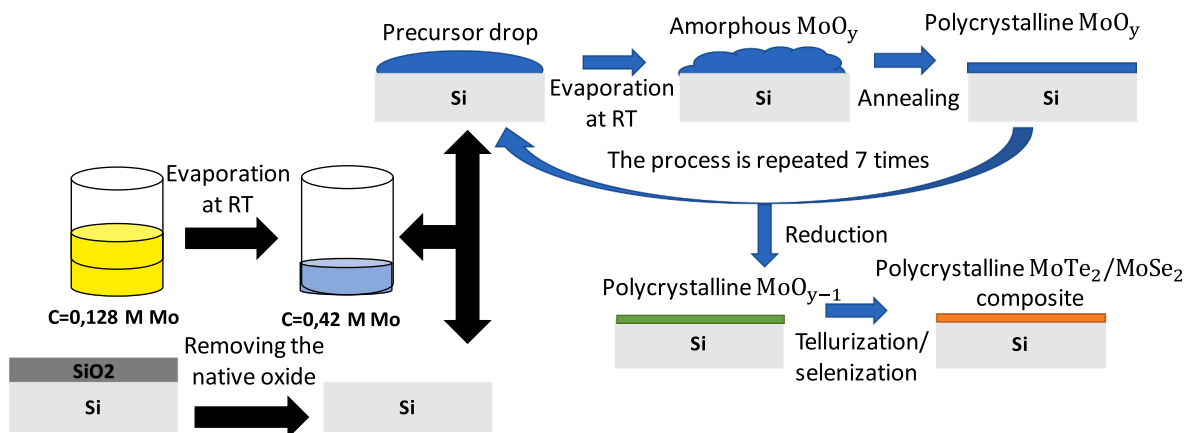 Precursor drop
Si
Evaporation
at RT
Amorphous MoOy
Si
Annealing
Polycrystalline MoOy
Si
The process is repeated 7 times
Evaporation
at RT
C=0,128 M Mo
C=0,42 M Mo
Reduction
Polycrystalline MoOy−1
Si
Tellurization/
selenization
Polycrystalline MoTe2/MoSe2
composite
Si
SiO2
Si
Removing the
native oxide
Si